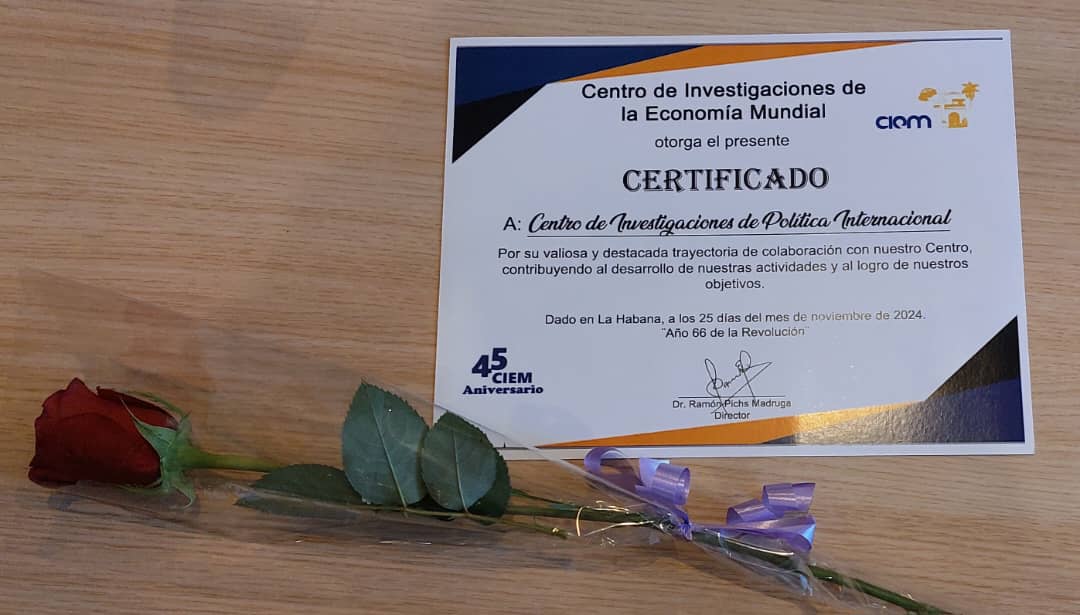 Centro de Investigaciones de
la Economía Mundial
ciem
otorga el presente
CERTIFICADO
A: Centro de Investigaciones de Política Internacional
Por su valiosa y destacada trayectoria de colaboración con nuestro Centro,
contribuyendo al desarrollo de nuestras actividades y al logro de nuestros
objetivos.
Dado en La Habana, a los 25 días del mes de noviembre de 2024.
¨Año 66 de la Revolución¨
45
CIEM
Aniversario
Dr. Ramón Pichs Madruga
Director